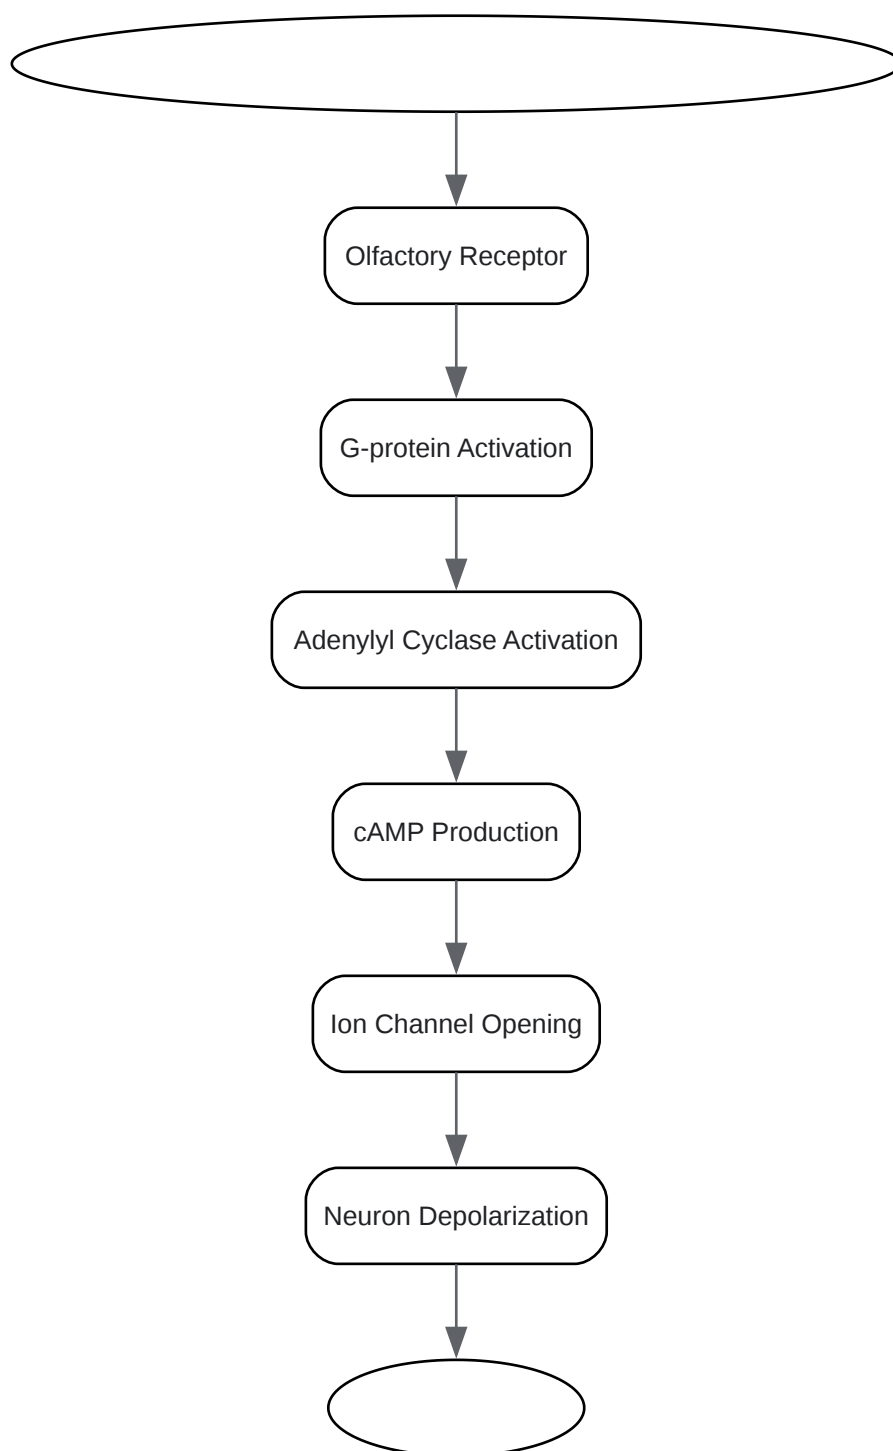 Olfactory Receptor
G-protein Activation
Adenylyl Cyclase Activation
cAMP Production
Ion Channel Opening
Neuron Depolarization